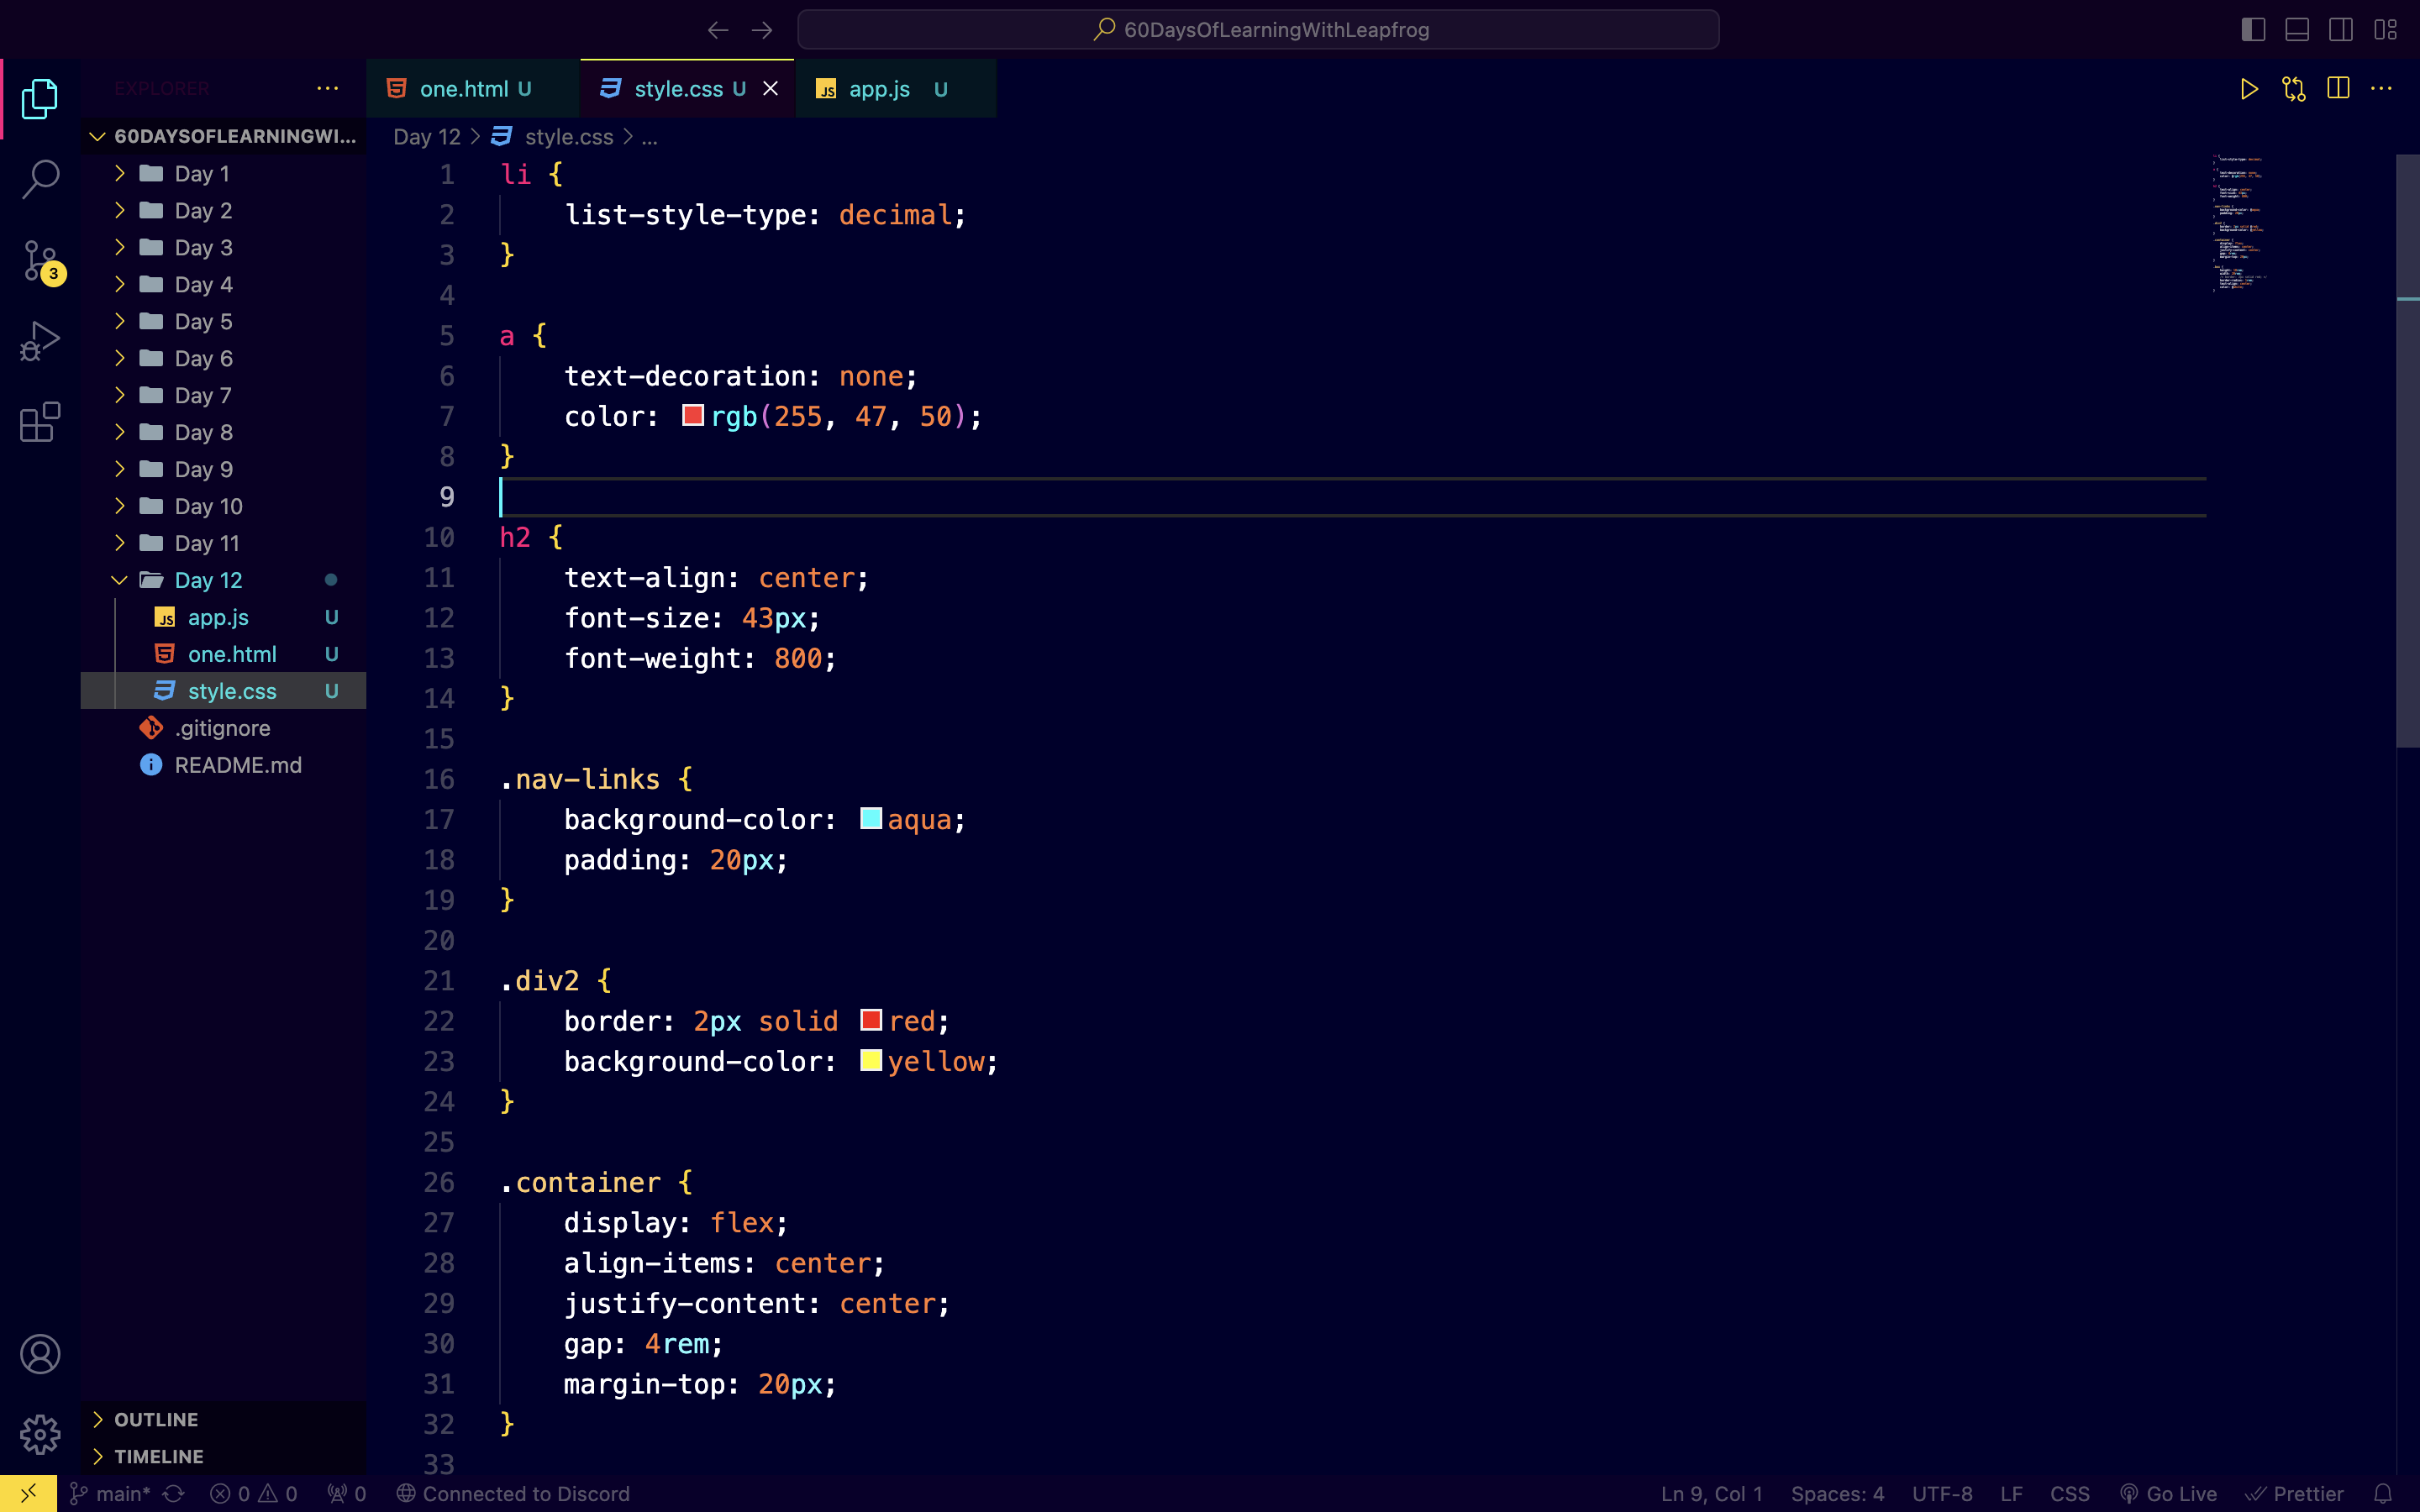 60DaysOfLearningWithLeapfrog
EXPLORER
one.html U
style.css U
app.js U
60DAYSOFLEARNINGWI...
Day 12 > style.css > ...
Day 1
Day 2
Day 3
Day 4
Day 5
Day 6
Day 7
Day 8
Day 9
Day 10
Day 11
Day 12
app.js U
one.html U
style.css U
.gitignore
README.md
3
OUTLINE
TIMELINE
1 li {
2 list-style-type: decimal;
3 }
4
5 a {
6 text-decoration: none;
7 color: rgb(255, 47, 50);
8 }
9
10 h2 {
11 text-align: center;
12 font-size: 43px;
13 font-weight: 800;
14 }
15
16 .nav-links {
17 background-color: aqua;
18 padding: 20px;
19 }
20
21 .div2 {
22 border: 2px solid red;
23 background-color: yellow;
24 }
25
26 .container {
27 display: flex;
28 align-items: center;
29 justify-content: center;
30 gap: 4rem;
31 margin-top: 20px;
32 }
33
main* 0 0 0 Connected to Discord Ln 9, Col 1 Spaces: 4 UTF-8 LF CSS Go Live Prettier